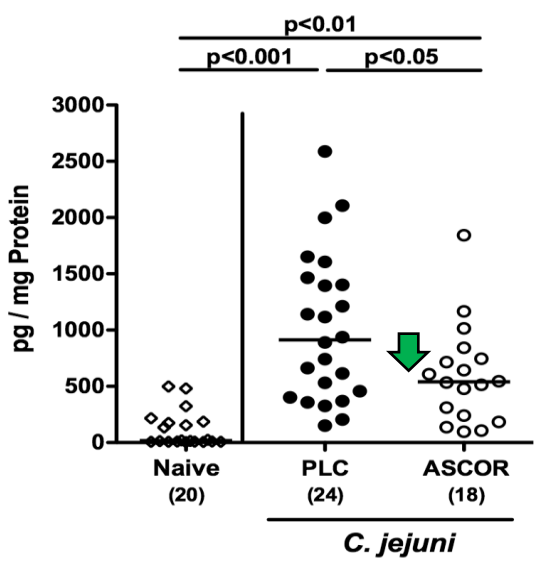 p<0.01
p<0.001 p<0.05
pg / mg Protein
3000
2500
2000
1500
1000
500
0
Naive PLC ASCOR
(20) (24) (18)
C. jejuni